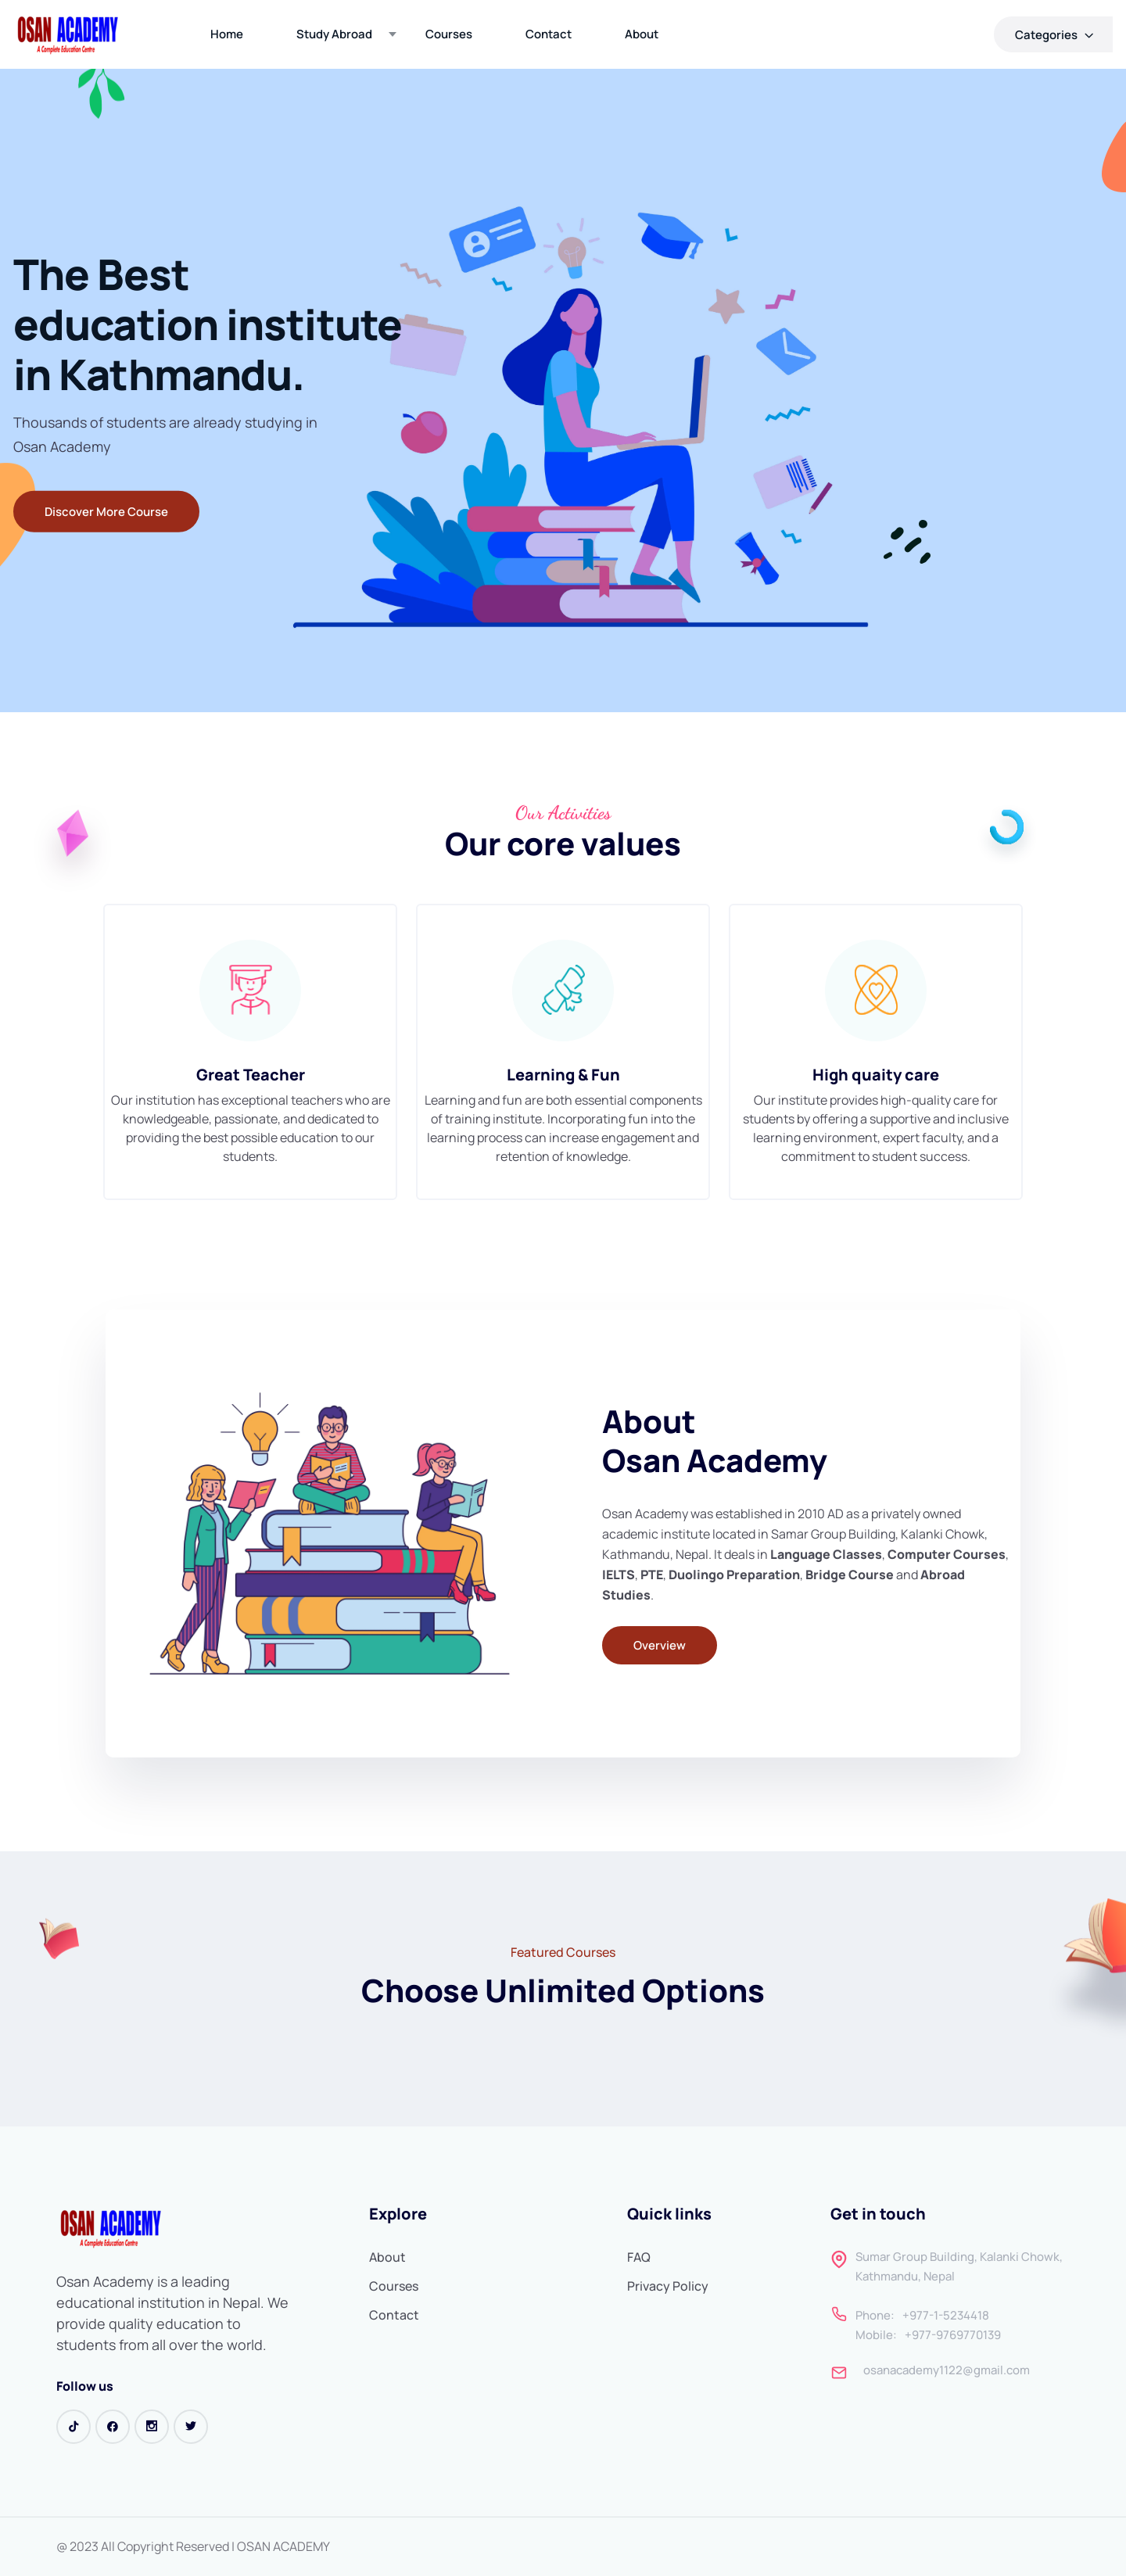 OSAN ACADEMY
A Complete Education Centre
Home
Study Abroad
Courses
Contact
About
Categories
The Best
education institute
in Kathmandu.
Thousands of students are already studying in
Osan Academy
Discover More Course
Our Activities
Our core values
Great Teacher
Our institution has exceptional teachers who are
knowledgeable, passionate, and dedicated to
providing the best possible education to our
students.
Learning & Fun
Learning and fun are both essential components
of training institute. Incorporating fun into the
learning process can increase engagement and
retention of knowledge.
High quaity care
Our institute provides high-quality care for
students by offering a supportive and inclusive
learning environment, expert faculty, and a
commitment to student success.
About
Osan Academy
Osan Academy was established in 2010 AD as a privately owned
academic institute located in Samar Group Building, Kalanki Chowk,
Kathmandu, Nepal. It deals in Language Classes, Computer Courses,
IELTS, PTE, Duolingo Preparation, Bridge Course and Abroad
Studies.
Overview
Featured Courses
Choose Unlimited Options
OSAN ACADEMY
A Complete Education Centre
Osan Academy is a leading
educational institution in Nepal. We
provide quality education to
students from all over the world.
Follow us
Explore
About
Courses
Contact
Quick links
FAQ
Privacy Policy
Get in touch
Sumar Group Building, Kalanki Chowk,
Kathmandu, Nepal
Phone: +977-1-5234418
Mobile: +977-9769770139
osanacademy1122@gmail.com
@ 2023 All Copyright Reserved | OSAN ACADEMY